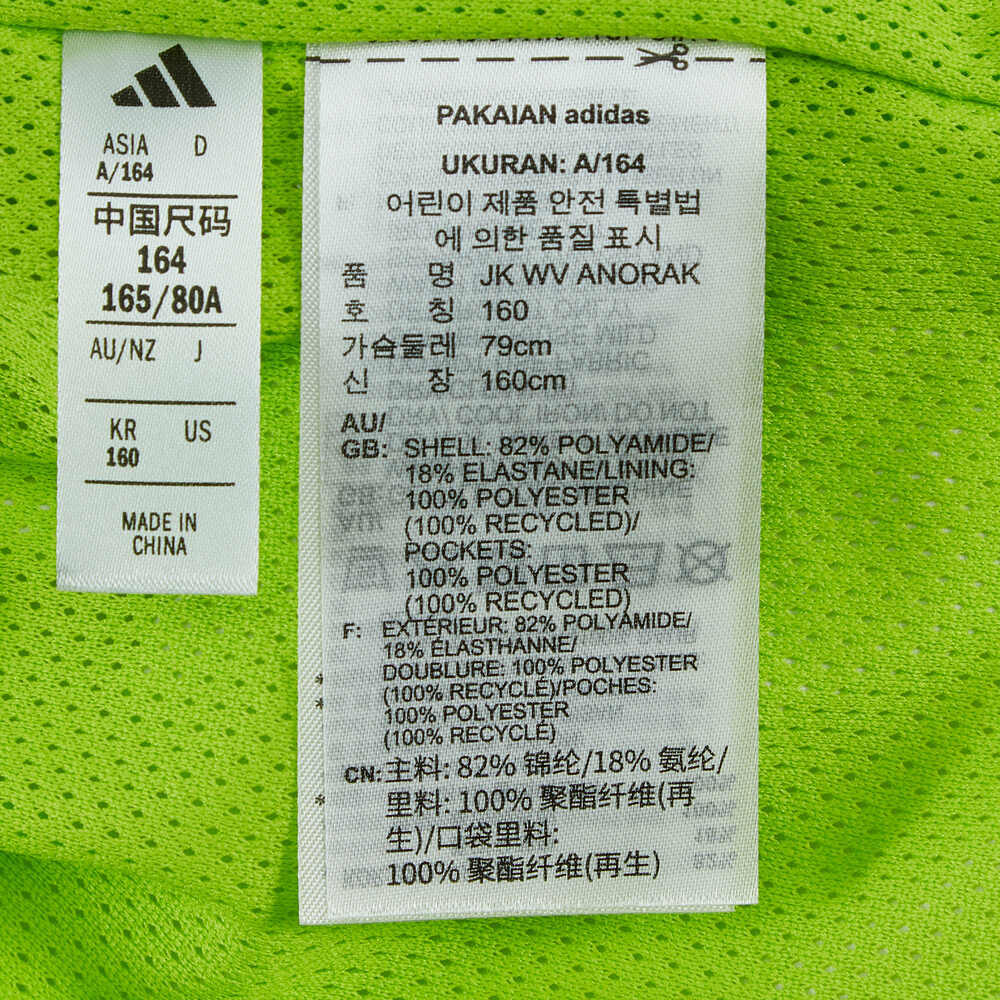 ASIA D
A/164
中国尺码
164
165/80A
AU/NZ J
KR US
160
MADE IN
CHINA
PAKAIAN adidas
UKURAN: A/164
어린이 제품 안전 특별법
에 의한 품질 표시
품 명 JK WV ANORAK
호 칭 160
가슴둘레 79cm
신 장 160cm
AU/
GB: SHELL: 82% POLYAMIDE/
18% ELASTANE/LINING:
100% POLYESTER
(100% RECYCLED)/
POCKETS:
100% POLYESTER
(100% RECYCLED)
F: EXTÉRIEUR: 82% POLYAMIDE/
18% ÉLASTHANNE/
DOUBLURE: 100% POLYESTER
(100% RECYCLÉ)/POCHES:
100% POLYESTER
(100% RECYCLÉ)
CN: 主料: 82% 锦纶/18% 氨纶/
里料: 100% 聚酯纤维(再
生)/口袋里料:
100% 聚酯纤维(再生)